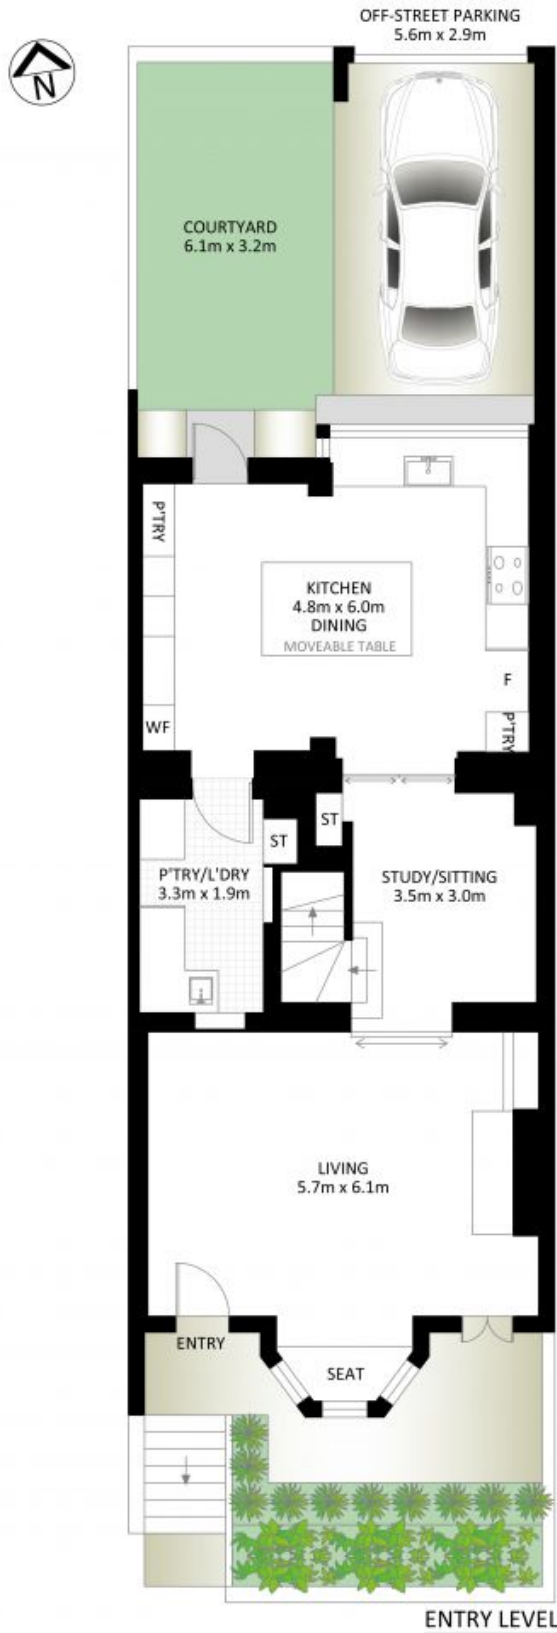 OFF-STREET PARKING
5.6m x 2.9m
N
COURTYARD
6.1m x 3.2m
P'TRY
KITCHEN
4.8m x 6.0m
DINING
MOVEABLE TABLE
F
WF
P'TRY
ST
ST
P'TRY/L'DRY
3.3m x 1.9m
STUDY/SITTING
3.5m x 3.0m
LIVING
5.7m x 6.1m
ENTRY
SEAT
ENTRY LEVEL